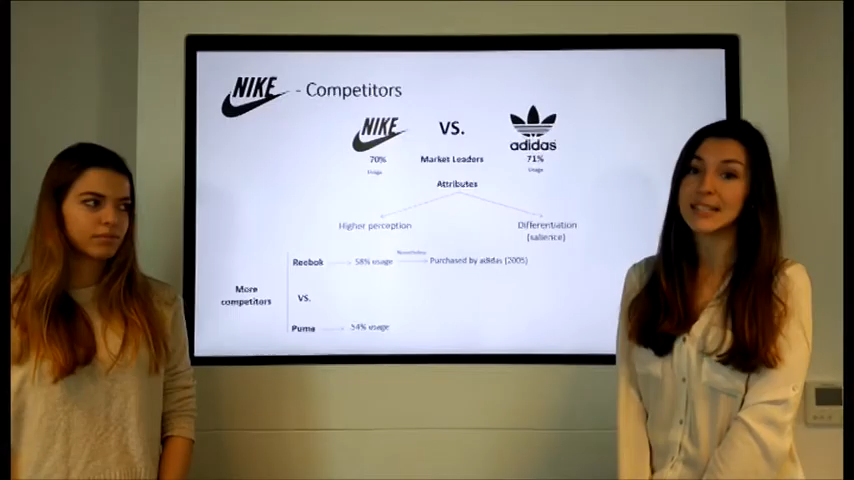 NIKE - Competitors
NIKE VS. adidas
70% Market Leaders 71%
Usage Usage
Attributes
Higher perception Differentiation
(salience)
Nonetheless
Reebok 58% usage Purchased by adidas (2005)
More
competitors
VS.
Puma 54% usage